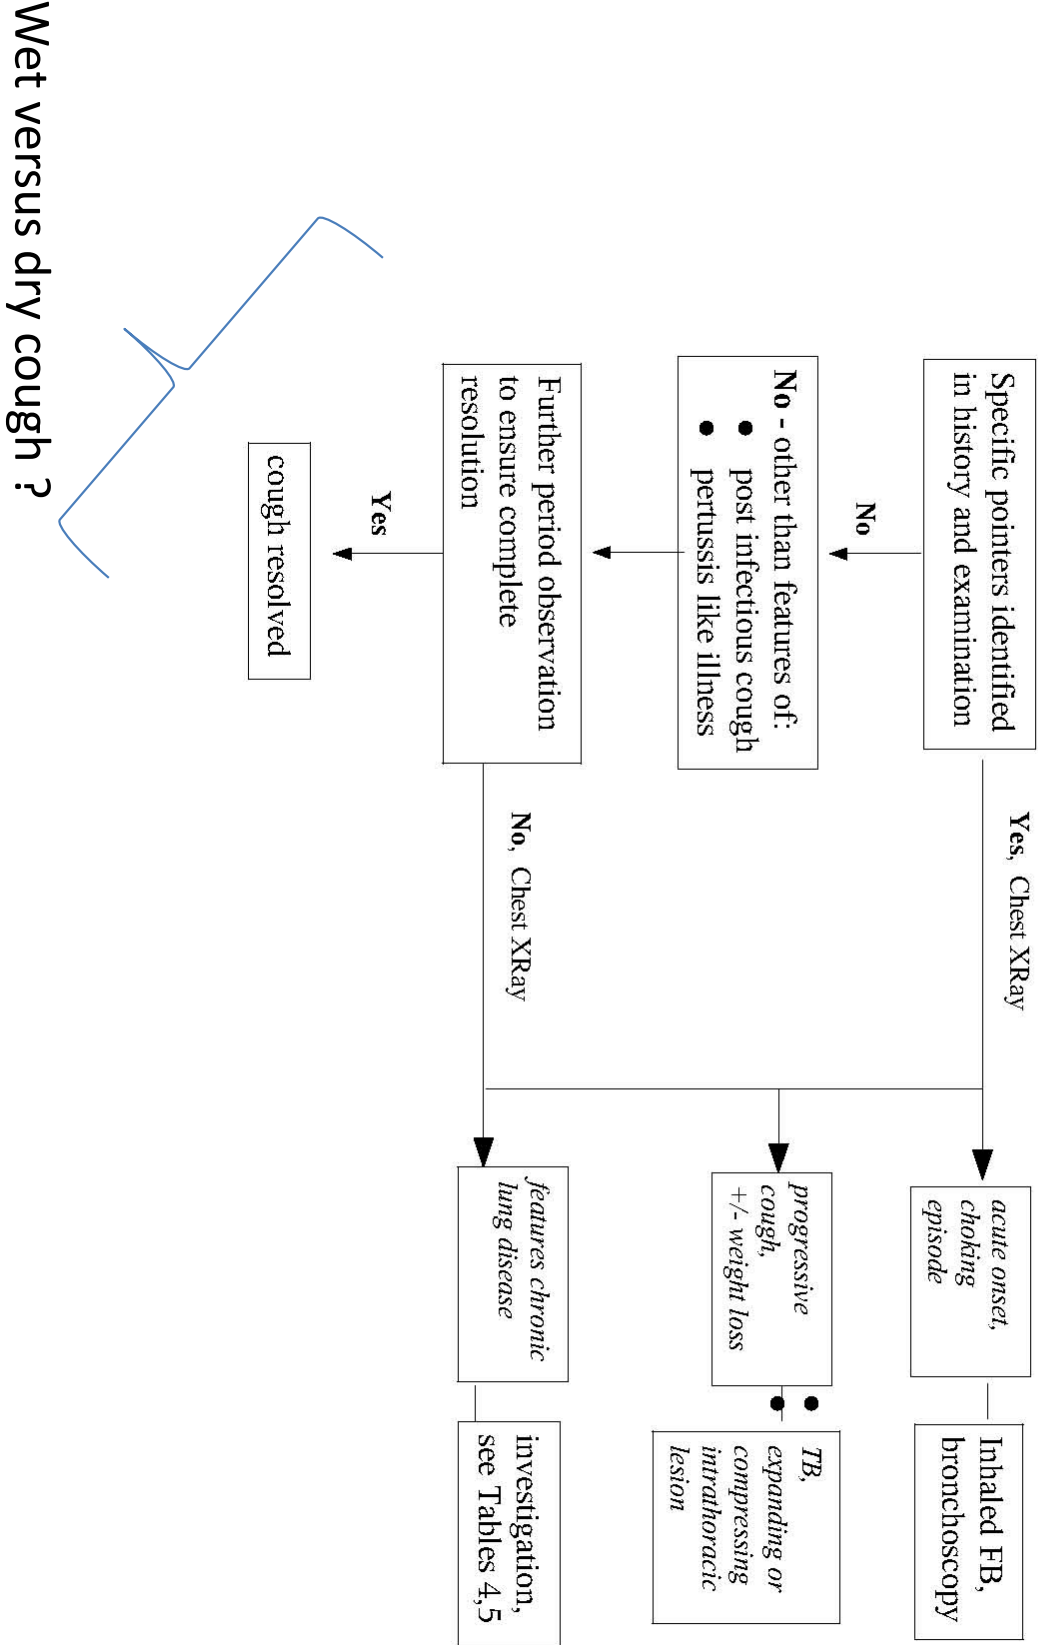 Specific pointers identified
in history and examination
Yes, Chest XRay
acute onset,
choking
episode
Inhaled FB,
bronchoscopy
No
No - other than features of:
● post infectious cough
● pertussis like illness
progressive
cough,
+/- weight loss
● TB,
● expanding or
compressing
intrathoracic
lesion
Further period observation
to ensure complete
resolution
No, Chest XRay
features chronic
lung disease
investigation,
see Tables 4,5
Yes
cough resolved
Wet versus dry cough ?